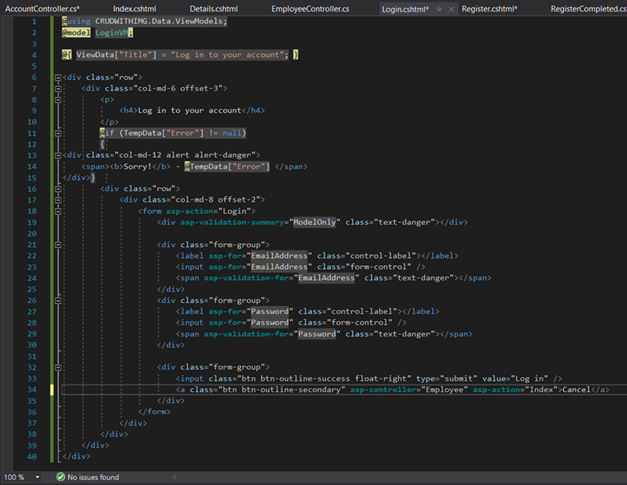 AccountController.cs* Index.cshtml Details.cshtml EmployeeController.cs Login.cshtml* Register.cshtml* RegisterCompleted.cs
1 @using CRUDWITHIMG.Data.ViewModels;
2 @model LoginVM;
3
4 @{ ViewData["Title"] = "Log in to your account"; }
5
6 <div class="row">
7 <div class="col-md-6 offset-3">
8 <p>
9 <h4>Log in to your account</h4>
10 </p>
11 @if (TempData["Error"] != null)
12 {
13 <div class="col-md-12 alert alert-danger">
14 <span><b>Sorry!</b> - @TempData["Error"] </span>
15 </div>}
16 <div class="row">
17 <div class="col-md-8 offset-2">
18 <form asp-action="Login">
19 <div asp-validation-summary="ModelOnly" class="text-danger"></div>
20
21 <div class="form-group">
22 <label asp-for="EmailAddress" class="control-label"></label>
23 <input asp-for="EmailAddress" class="form-control" />
24 <span asp-validation-for="EmailAddress" class="text-danger"></span>
25 </div>
26 <div class="form-group">
27 <label asp-for="Password" class="control-label"></label>
28 <input asp-for="Password" class="form-control" />
29 <span asp-validation-for="Password" class="text-danger"></span>
30 </div>
31
32 <div class="form-group">
33 <input class="btn btn-outline-success float-right" type="submit" value="Log in" />
34 <a class="btn btn-outline-secondary" asp-controller="Employee" asp-action="Index">Cancel</a>
35 </div>
36 </form>
37 </div>
38 </div>
39 </div>
40 </div>
100 % No issues found